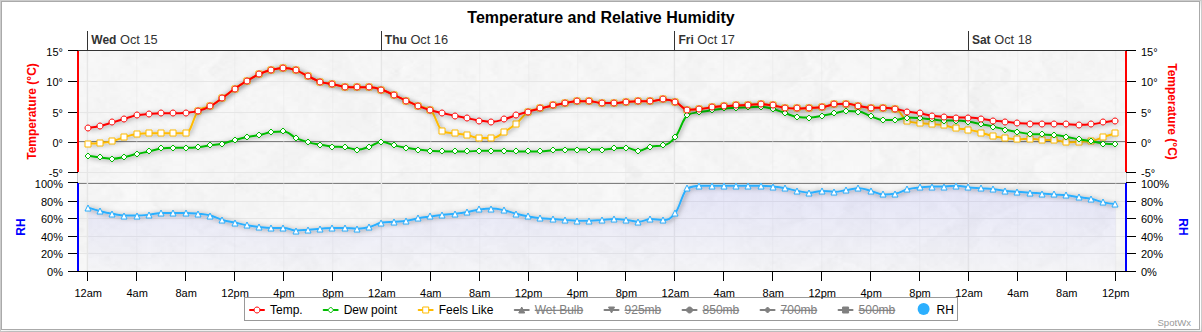 Temperature and Relative Humidity
Wed Oct 15 Thu Oct 16 Fri Oct 17 Sat Oct 18
Temperature (°C)
15° 15°
10° 10°
5° 5°
0° 0°
-5° -5°
Temperature (°C)
RH
100% 100%
80% 80%
60% 60%
40% 40%
20% 20%
0% 0%
RH
12am 4am 8am 12pm 4pm 8pm 12am 4am 8am 12pm 4pm 8pm 12am 4am 8am 12pm 4pm 8pm 12am 4am 8am 12pm
Temp. Dew point Feels Like Wet Bulb 925mb 850mb 700mb 500mb RH
SpotWx